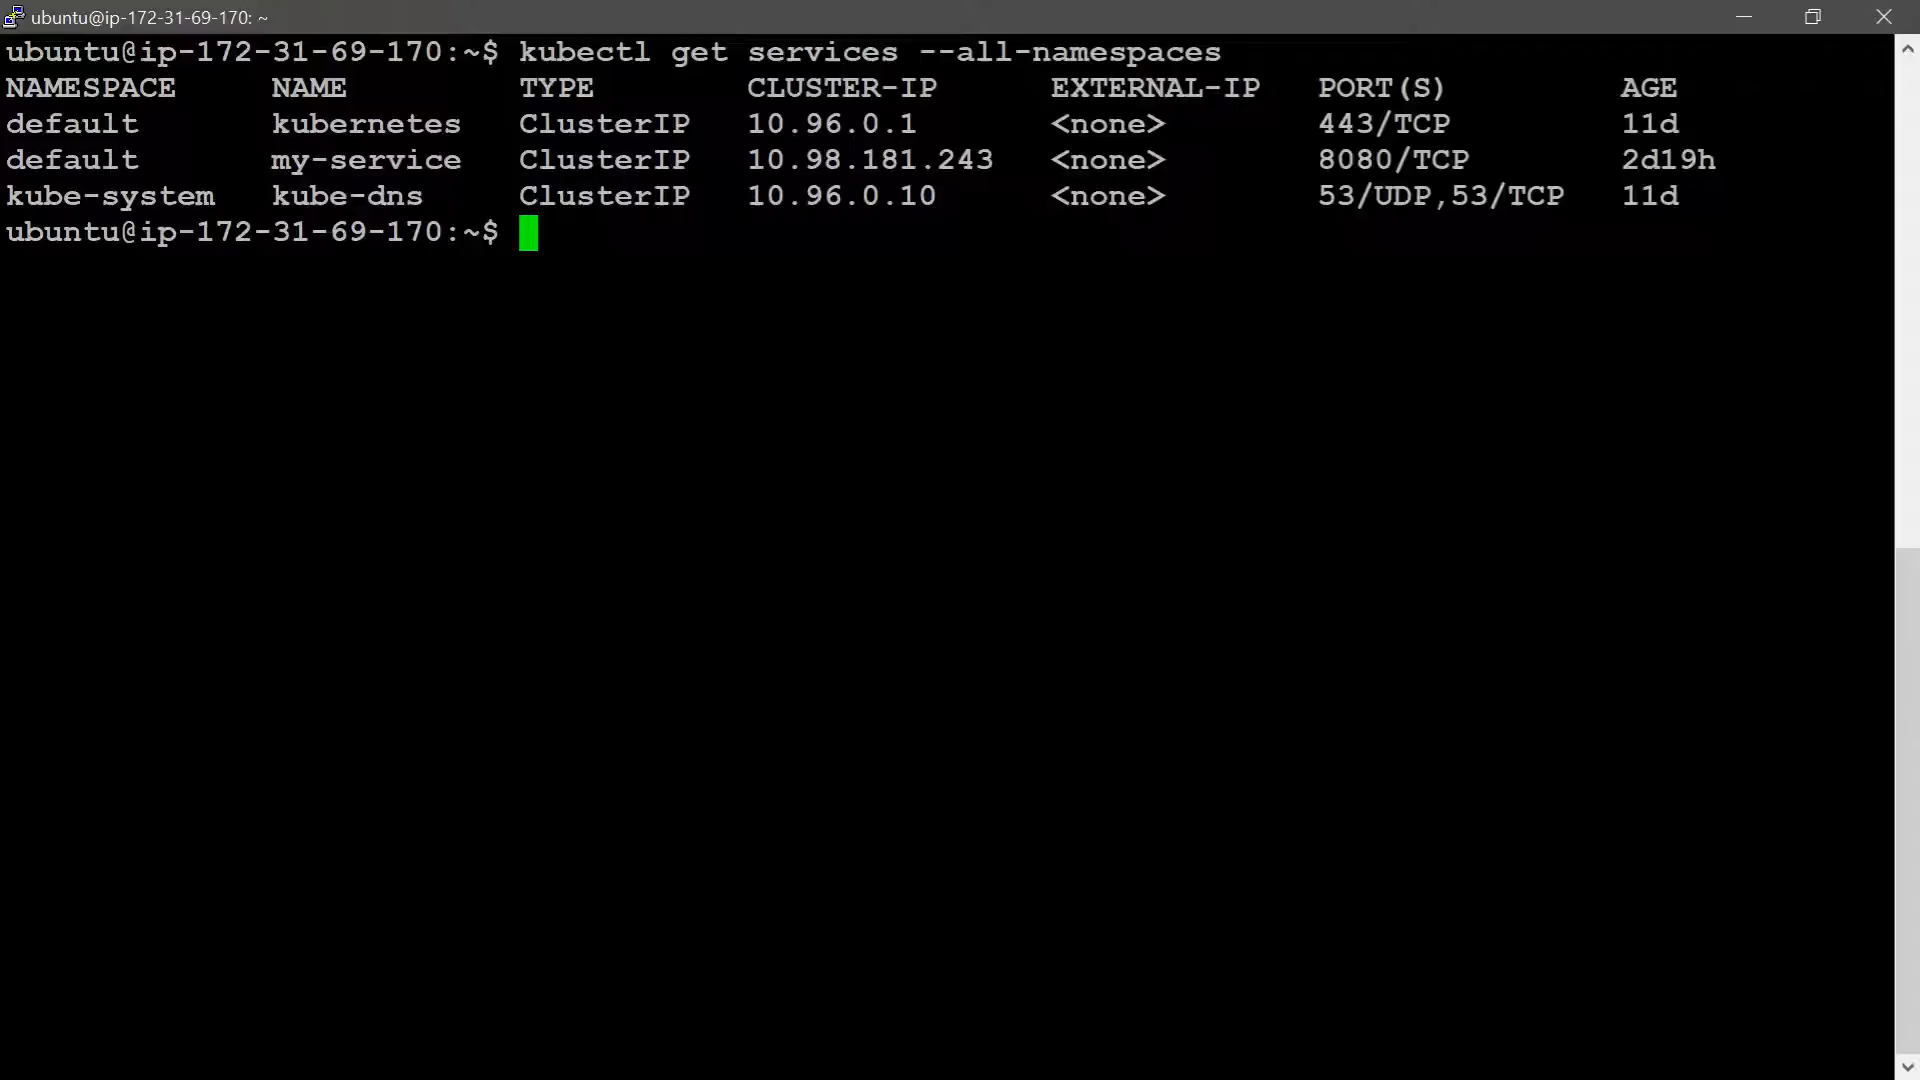 ubuntu@ip-172-31-69-170: ~
ubuntu@ip-172-31-69-170:~$ kubectl get services --all-namespaces
NAMESPACE     NAME         TYPE        CLUSTER-IP      EXTERNAL-IP   PORT(S)         AGE
default       kubernetes   ClusterIP   10.96.0.1       <none>        443/TCP         11d
default       my-service   ClusterIP   10.98.181.243   <none>        8080/TCP        2d19h
kube-system   kube-dns     ClusterIP   10.96.0.10      <none>        53/UDP,53/TCP   11d
ubuntu@ip-172-31-69-170:~$